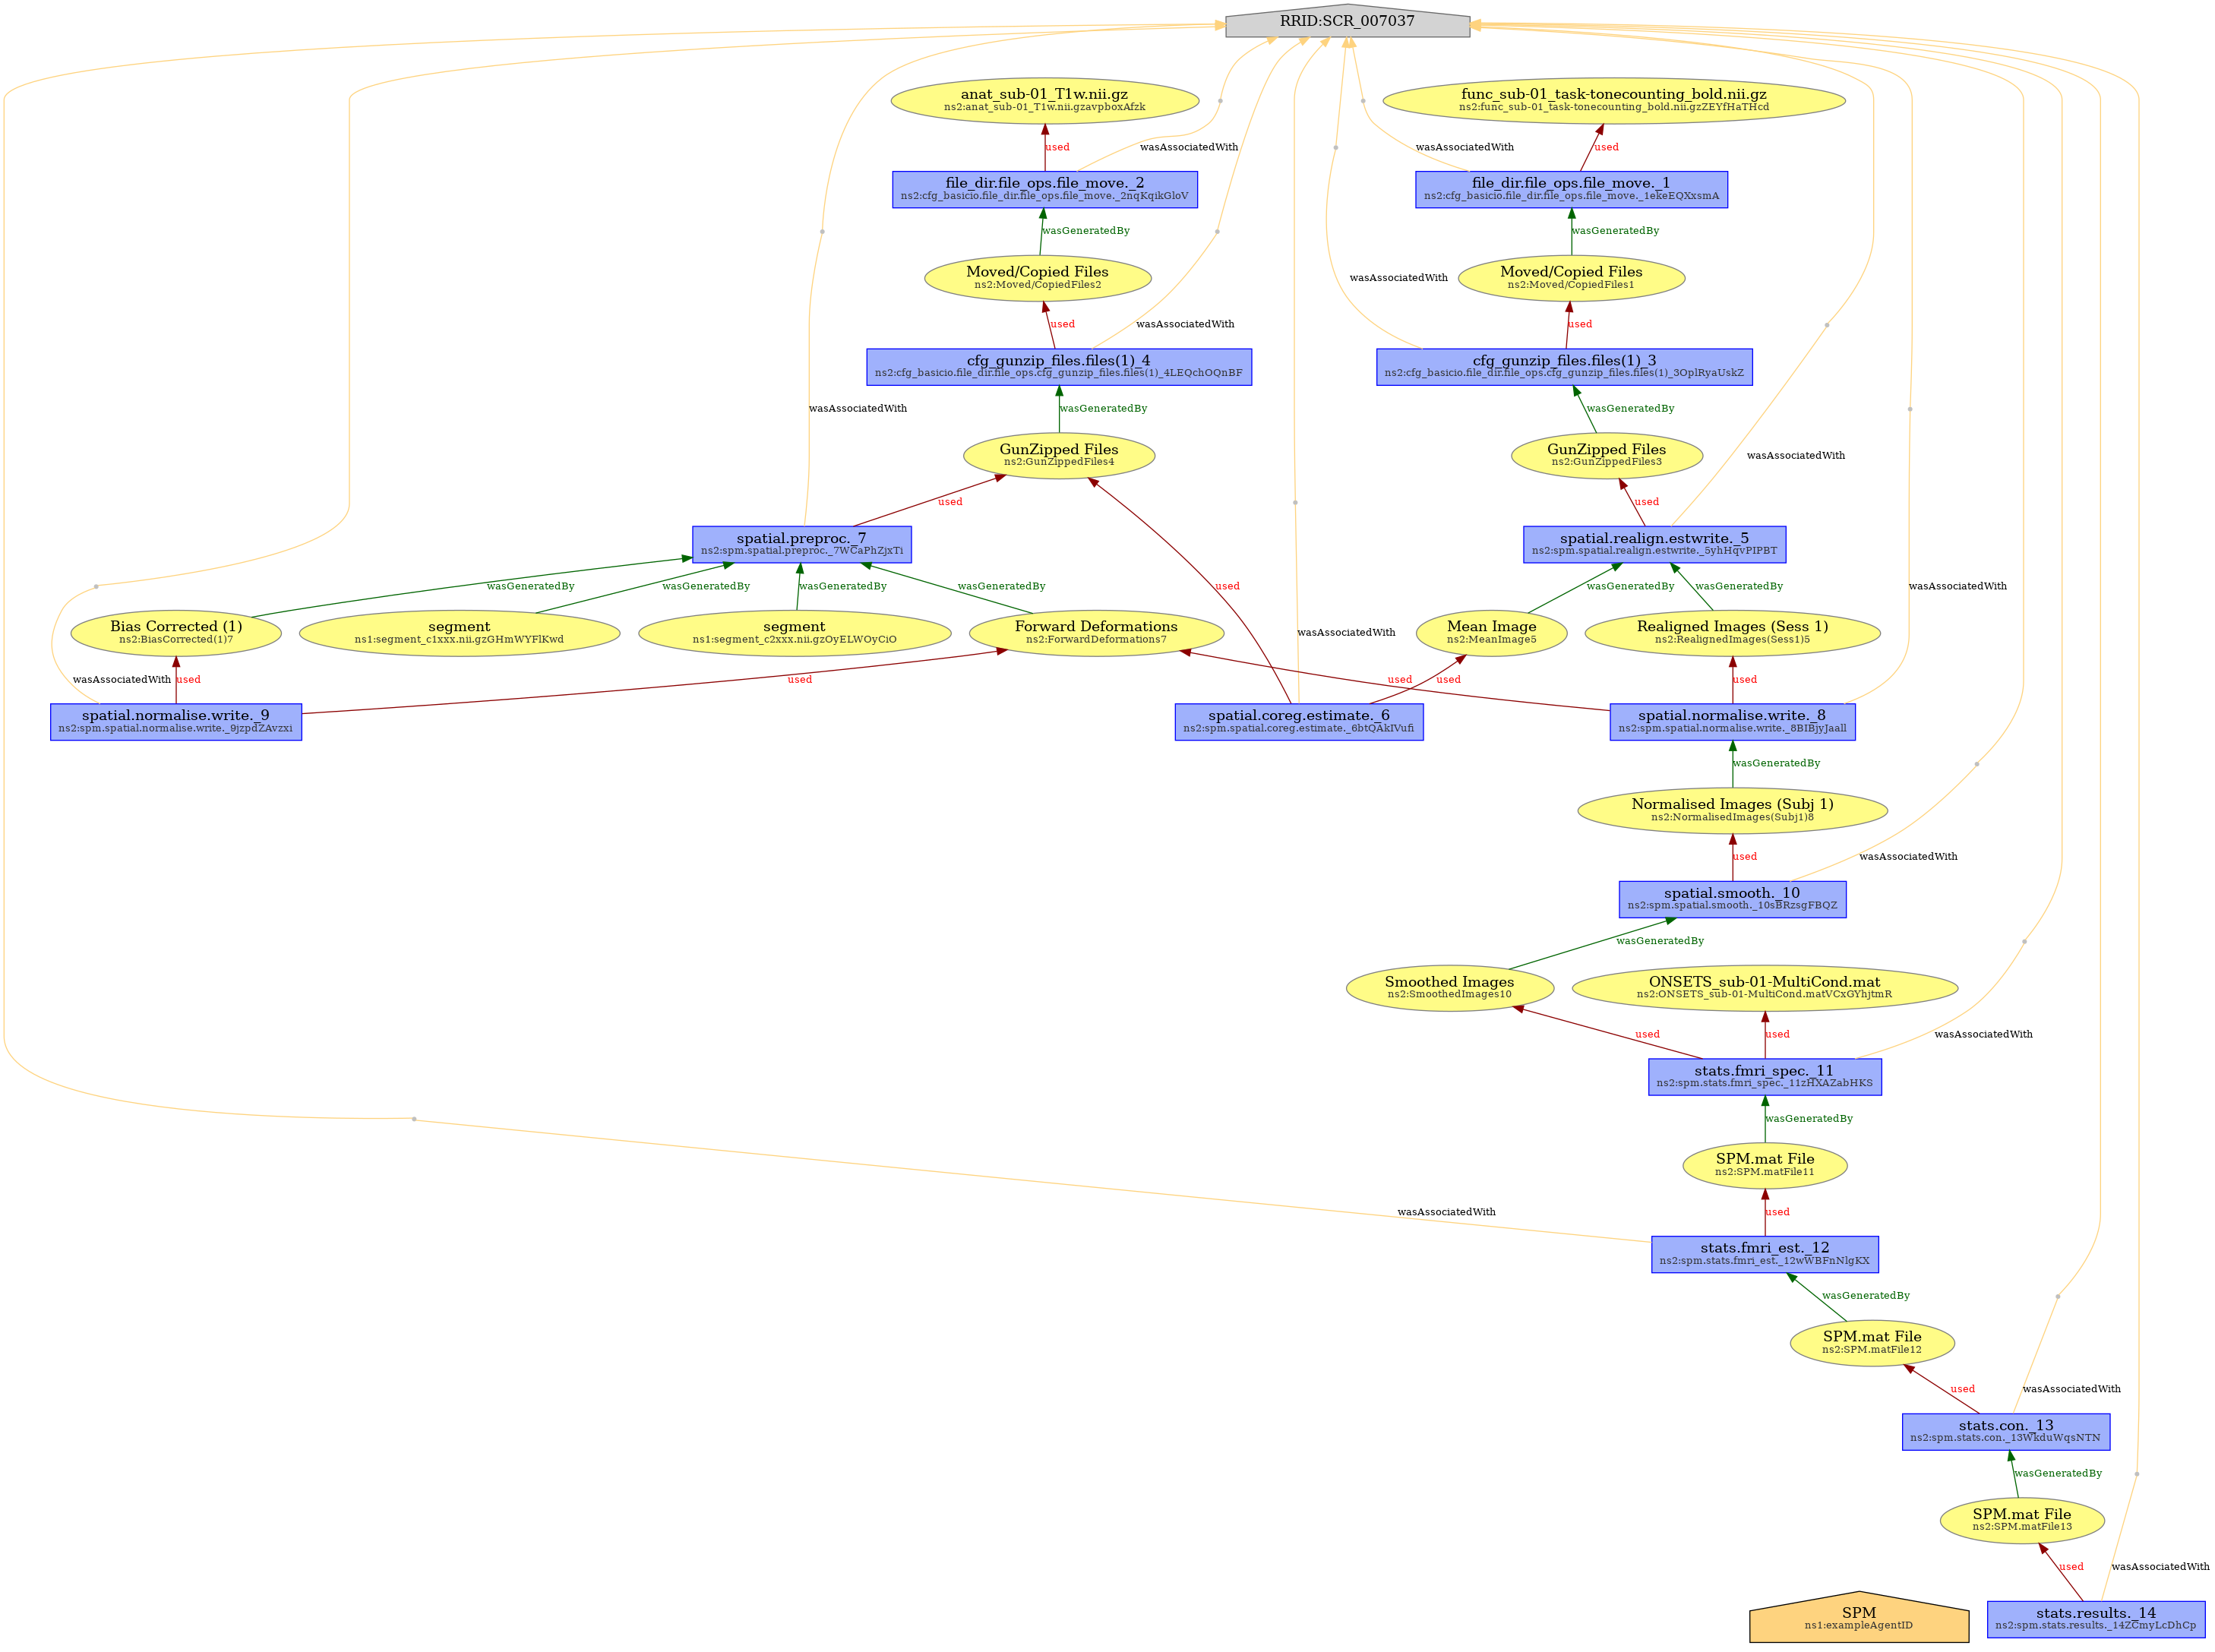 RRID:SCR_007037
anat_sub-01_T1w.nii.gz
ns2:anat_sub-01_T1w.nii.gzavpboxAfzk
func_sub-01_task-tonecounting_bold.nii.gz
ns2:func_sub-01_task-tonecounting_bold.nii.gzZEYfHaTHcd
used
wasAssociatedWith
wasAssociatedWith
used
file_dir.file_ops.file_move._2
ns2:cfg_basicio.file_dir.file_ops.file_move._2nqKqikGloV
file_dir.file_ops.file_move._1
ns2:cfg_basicio.file_dir.file_ops.file_move._1ekeEQXxsmA
wasGeneratedBy
wasGeneratedBy
Moved/Copied Files
ns2:Moved/CopiedFiles2
wasAssociatedWith
Moved/Copied Files
ns2:Moved/CopiedFiles1
used
wasAssociatedWith
used
cfg_gunzip_files.files(1)_4
ns2:cfg_basicio.file_dir.file_ops.cfg_gunzip_files.files(1)_4LEQchOQnBF
cfg_gunzip_files.files(1)_3
ns2:cfg_basicio.file_dir.file_ops.cfg_gunzip_files.files(1)_3OplRyaUskZ
wasAssociatedWith
wasGeneratedBy
wasGeneratedBy
GunZipped Files
ns2:GunZippedFiles4
GunZipped Files
ns2:GunZippedFiles3
wasAssociatedWith
used
used
spatial.preproc._7
ns2:spm.spatial.preproc._7WCaPhZjxTi
spatial.realign.estwrite._5
ns2:spm.spatial.realign.estwrite._5yhHqvPIPBT
wasGeneratedBy
wasGeneratedBy
wasGeneratedBy
wasGeneratedBy
used
wasGeneratedBy
wasGeneratedBy
wasAssociatedWith
Bias Corrected (1)
ns2:BiasCorrected(1)7
segment
ns1:segment_c1xxx.nii.gzGHmWYFlKwd
segment
ns1:segment_c2xxx.nii.gzOyELWOyCiO
Forward Deformations
ns2:ForwardDeformations7
wasAssociatedWith
Mean Image
ns2:MeanImage5
Realigned Images (Sess 1)
ns2:RealignedImages(Sess1)5
wasAssociatedWith
used
used
used
used
used
spatial.normalise.write._9
ns2:spm.spatial.normalise.write._9jzpdZAvzxi
spatial.coreg.estimate._6
ns2:spm.spatial.coreg.estimate._6btQAkIVufi
spatial.normalise.write._8
ns2:spm.spatial.normalise.write._8BIBjyJaall
wasGeneratedBy
Normalised Images (Subj 1)
ns2:NormalisedImages(Subj1)8
used
wasAssociatedWith
spatial.smooth._10
ns2:spm.spatial.smooth._10sBRzsgFBQZ
wasGeneratedBy
Smoothed Images
ns2:SmoothedImages10
ONSETS_sub-01-MultiCond.mat
ns2:ONSETS_sub-01-MultiCond.matVCxGYhjtmR
used
used
wasAssociatedWith
stats.fmri_spec._11
ns2:spm.stats.fmri_spec._11zHXAZabHKS
wasGeneratedBy
SPM.mat File
ns2:SPM.matFile11
wasAssociatedWith
used
stats.fmri_est._12
ns2:spm.stats.fmri_est._12wWBFnNlgKX
wasGeneratedBy
SPM.mat File
ns2:SPM.matFile12
used
wasAssociatedWith
stats.con._13
ns2:spm.stats.con._13WkduWqsNTN
wasGeneratedBy
SPM.mat File
ns2:SPM.matFile13
used
wasAssociatedWith
SPM
ns1:exampleAgentID
stats.results._14
ns2:spm.stats.results._14ZCmyLcDhCp